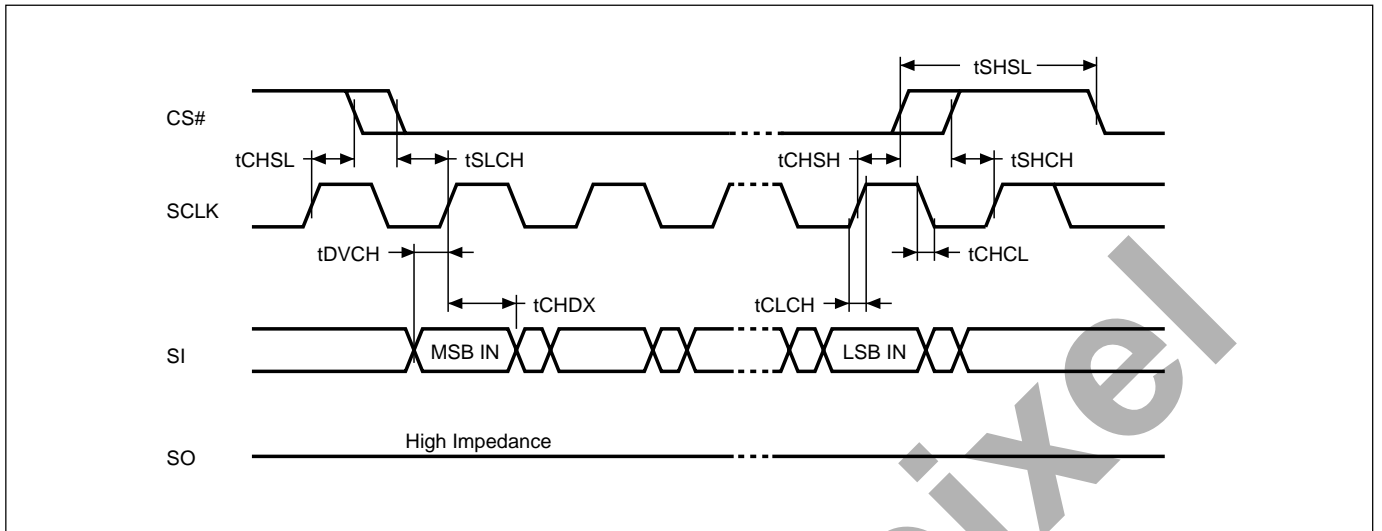 tSHSL
CS#
tCHSL
tSLCH
tCHSH
tSHCH
SCLK
tDVCH
tCHCL
tCHDX
tCLCH
SI
MSB IN
LSB IN
High Impedance
SO
ixel